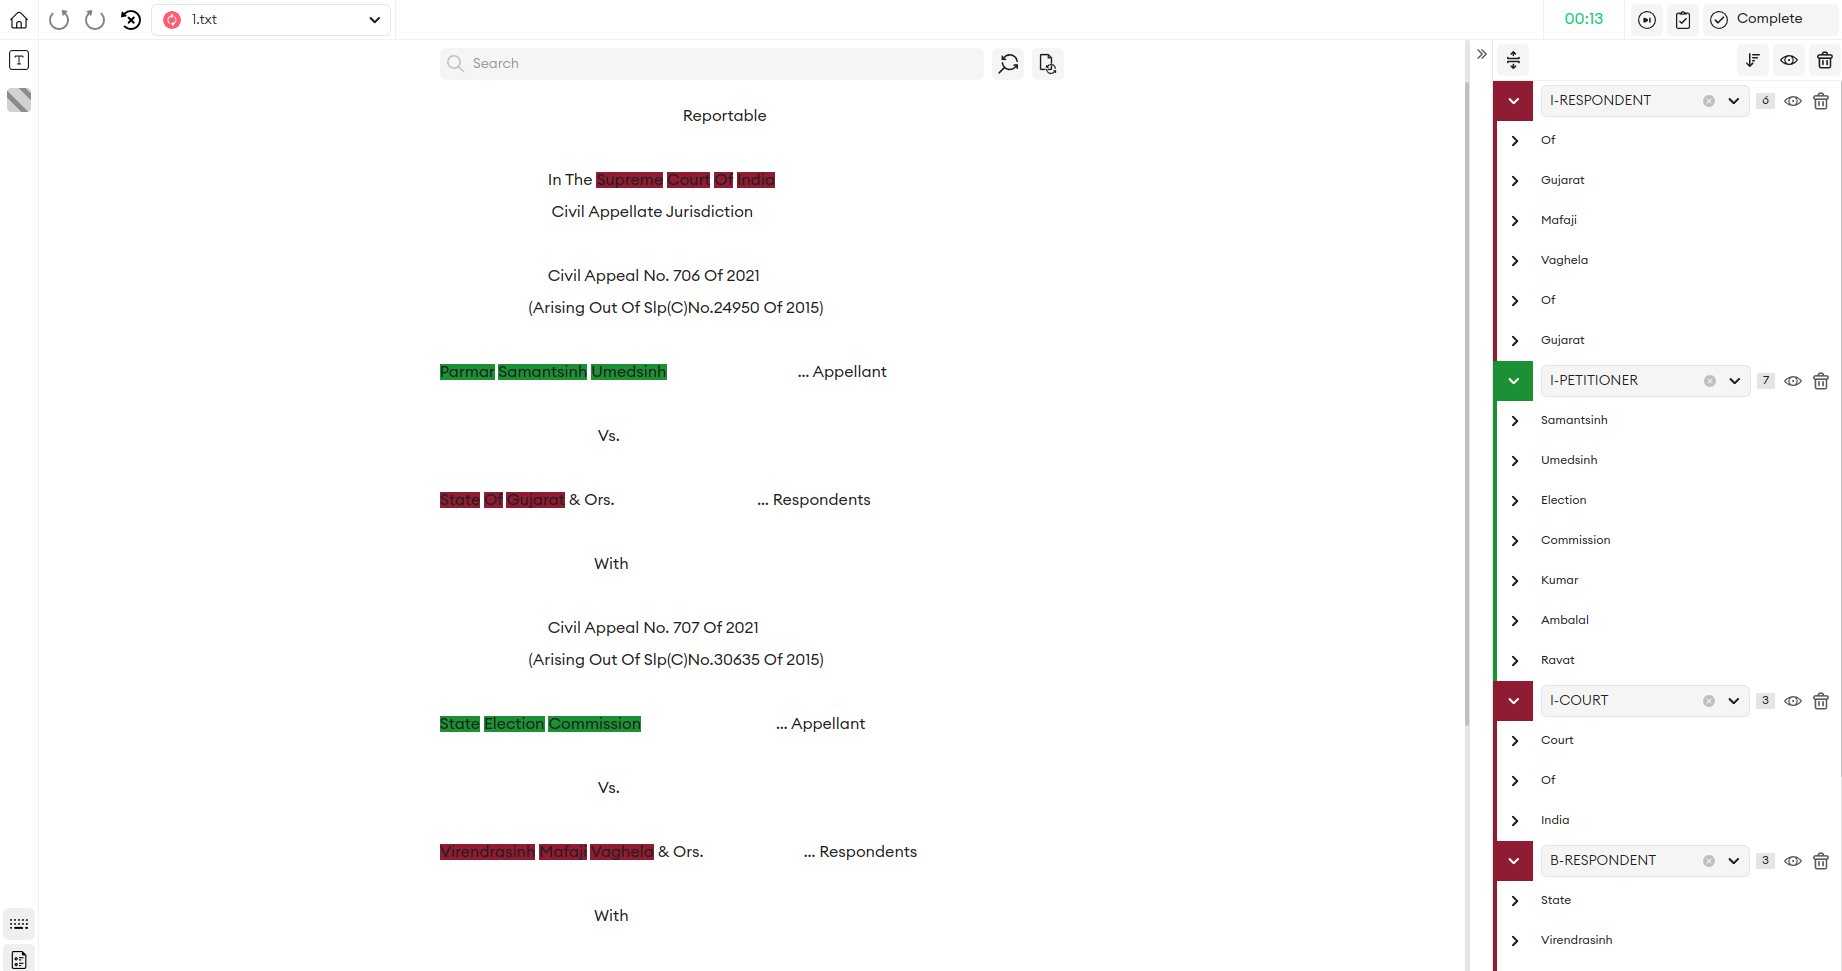 1.txt
00:13
Complete
T
Search
Reportable
In The Supreme Court Of India
Civil Appellate Jurisdiction
Civil Appeal No. 706 Of 2021
(Arising Out Of Slp(C)No.24950 Of 2015)
Parmar Samantsinh Umedsinh ... Appellant
Vs.
State Of Gujarat & Ors. ... Respondents
With
Civil Appeal No. 707 Of 2021
(Arising Out Of Slp(C)No.30635 Of 2015)
State Election Commission ... Appellant
Vs.
Virendrasinh Mafaji Vaghela & Ors. ... Respondents
With
I-RESPONDENT 6
Of
Gujarat
Mafaji
Vaghela
Of
Gujarat
I-PETITIONER 7
Samantsinh
Umedsinh
Election
Commission
Kumar
Ambalal
Ravat
I-COURT 3
Court
Of
India
B-RESPONDENT 3
State
Virendrasinh